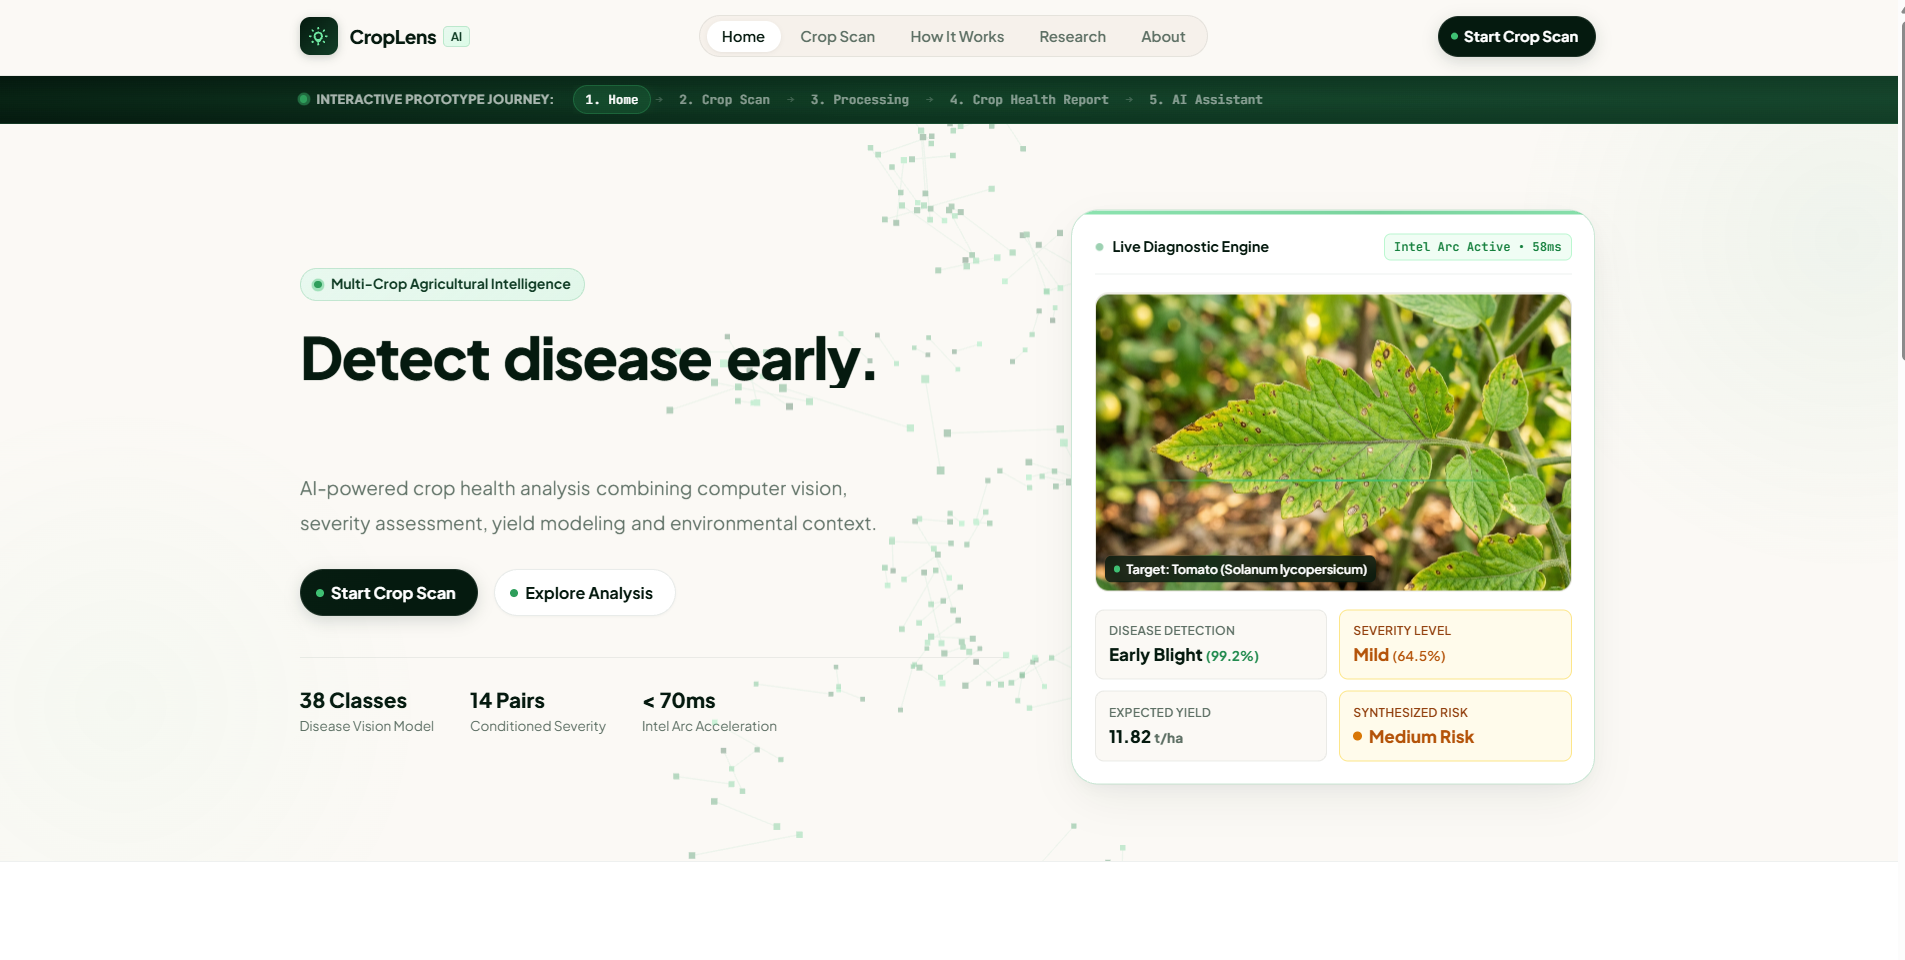 CropLens AI
Home Crop Scan How It Works Research About
Start Crop Scan
INTERACTIVE PROTOTYPE JOURNEY: 1. Home → 2. Crop Scan → 3. Processing → 4. Crop Health Report → 5. AI Assistant
Multi-Crop Agricultural Intelligence
Detect disease early.
AI-powered crop health analysis combining computer vision,
severity assessment, yield modeling and environmental context.
Start Crop Scan
Explore Analysis
38 Classes
Disease Vision Model
14 Pairs
Conditioned Severity
< 70ms
Intel Arc Acceleration
Live Diagnostic Engine
Intel Arc Active • 58ms
Target: Tomato (Solanum lycopersicum)
DISEASE DETECTION
Early Blight (99.2%)
SEVERITY LEVEL
Mild (64.5%)
EXPECTED YIELD
11.82 t/ha
SYNTHESIZED RISK
Medium Risk